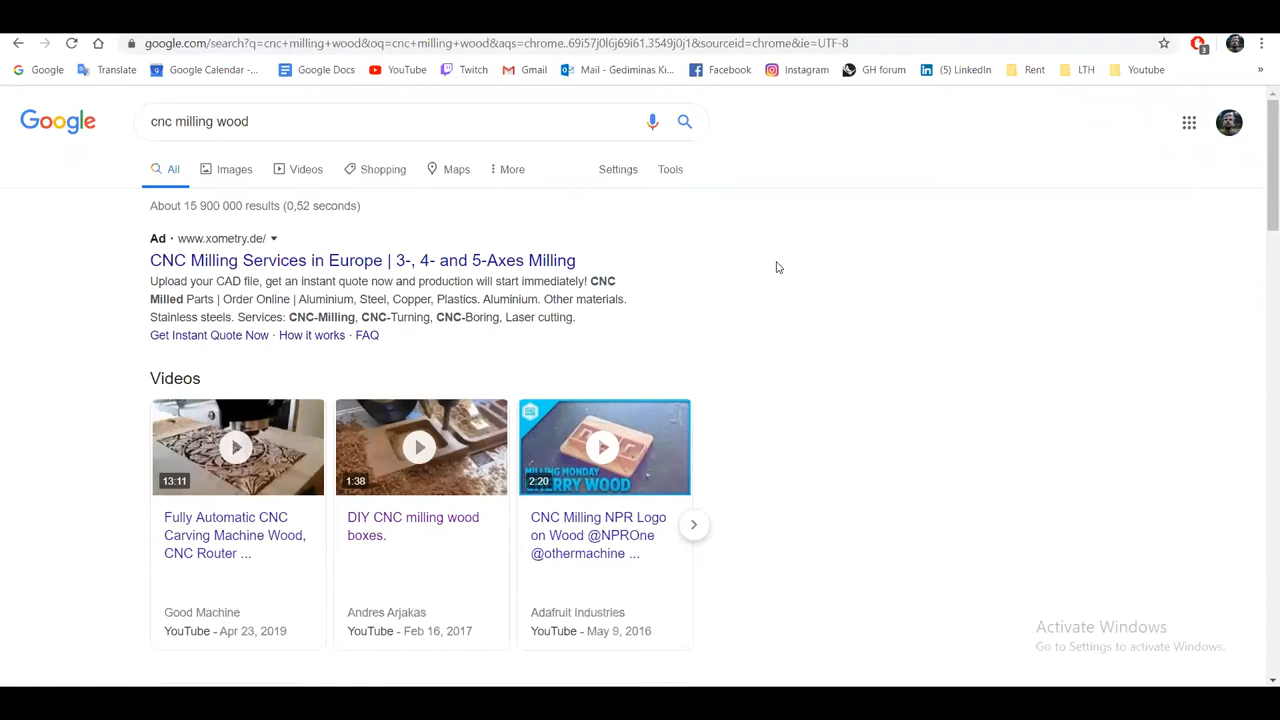 google.com/search?q=cnc+milling+wood&oq=cnc+milling+wood&aqs=chrome..69i57j0l6j69i61.3549j0j1&sourceid=chrome&ie=UTF-8
3
Google Translate Google Calendar -... Google Docs YouTube Twitch Gmail Mail - Gediminas Ki... Facebook Instagram GH forum (5) LinkedIn Rent LTH Youtube »
Google cnc milling wood
All Images Videos Shopping Maps More Settings Tools
About 15 900 000 results (0,52 seconds)
Ad · www.xometry.de/
CNC Milling Services in Europe | 3-, 4- and 5-Axes Milling
Upload your CAD file, get an instant quote now and production will start immediately! CNC
Milled Parts | Order Online | Aluminium, Steel, Copper, Plastics. Aluminium. Other materials.
Stainless steels. Services: CNC-Milling, CNC-Turning, CNC-Boring, Laser cutting.
Get Instant Quote Now · How it works · FAQ
Videos
13:11
Fully Automatic CNC
Carving Machine Wood,
CNC Router ...
Good Machine
YouTube - Apr 23, 2019
1:38
DIY CNC milling wood
boxes.
Andres Arjakas
YouTube - Feb 16, 2017
MILLING MONDAY
2:20
CNC Milling NPR Logo
on Wood @NPROne
@othermachine ...
Adafruit Industries
YouTube - May 9, 2016
Activate Windows
Go to Settings to activate Windows.